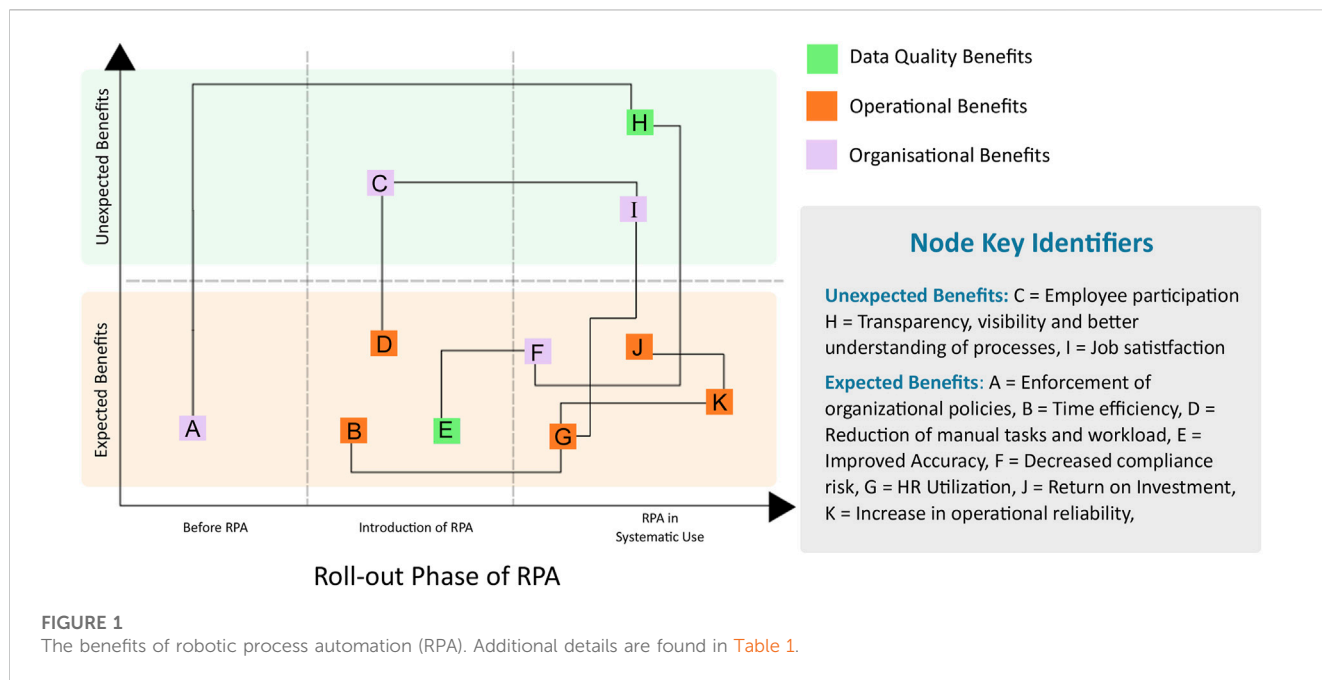 Unexpected Benefits
Expected Benefits
H
C
I
D
F
J
K
A
B
E
G
Before RPA
Introduction of RPA
RPA in
Systematic Use
Roll-out Phase of RPA
Data Quality Benefits
Operational Benefits
Organisational Benefits
Node Key Identifiers
Unexpected Benefits: C = Employee participation
H = Transparency, visibility and better
understanding of processes, I = Job satistfaction
Expected Benefits: A = Enforcement of
organizational policies, B = Time efficiency, D =
Reduction of manual tasks and workload, E =
Improved Accuracy, F = Decreased compliance
risk, G = HR Utilization, J = Return on Investment,
K = Increase in operational reliability,
FIGURE 1
The benefits of robotic process automation (RPA). Additional details are found in Table 1.